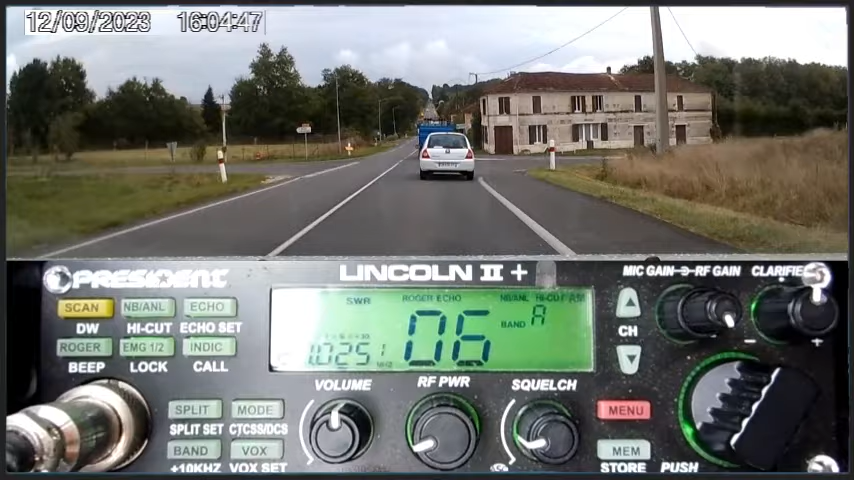 12/09/2023 16:04:47
PRESIDENT
LINCOLN II +
MIC GAIN RF GAIN CLARIFIE
SCAN NB/ANL ECHO
DW HI-CUT ECHO SET
ROGER EMG 1/2 INDIC
BEEP LOCK CALL
SPLIT MODE
SPLIT SET CTCSS/DCS
BAND VOX
+10KHZ VOX SET
SWR ROGER ECHO NB/ANL HI-CUT
06 BAND A
VOLUME RF PWR SQUELCH
CH
- +
MENU
MEM
STORE PUSH